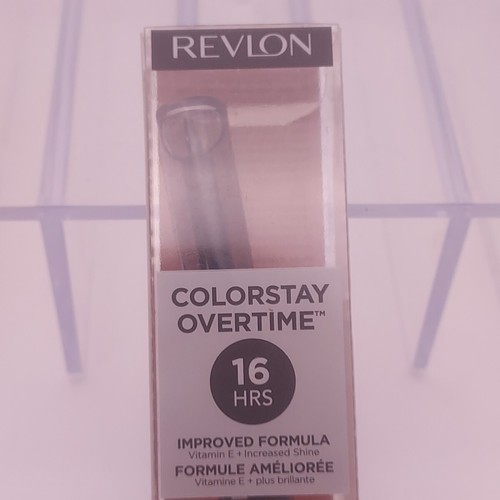 REVLON
COLORSTAY
OVERTIME™
16
HRS
IMPROVED FORMULA
Vitamin E + Increased Shine
FORMULE AMÉLIORÉE
Vitamine E + plus brillante